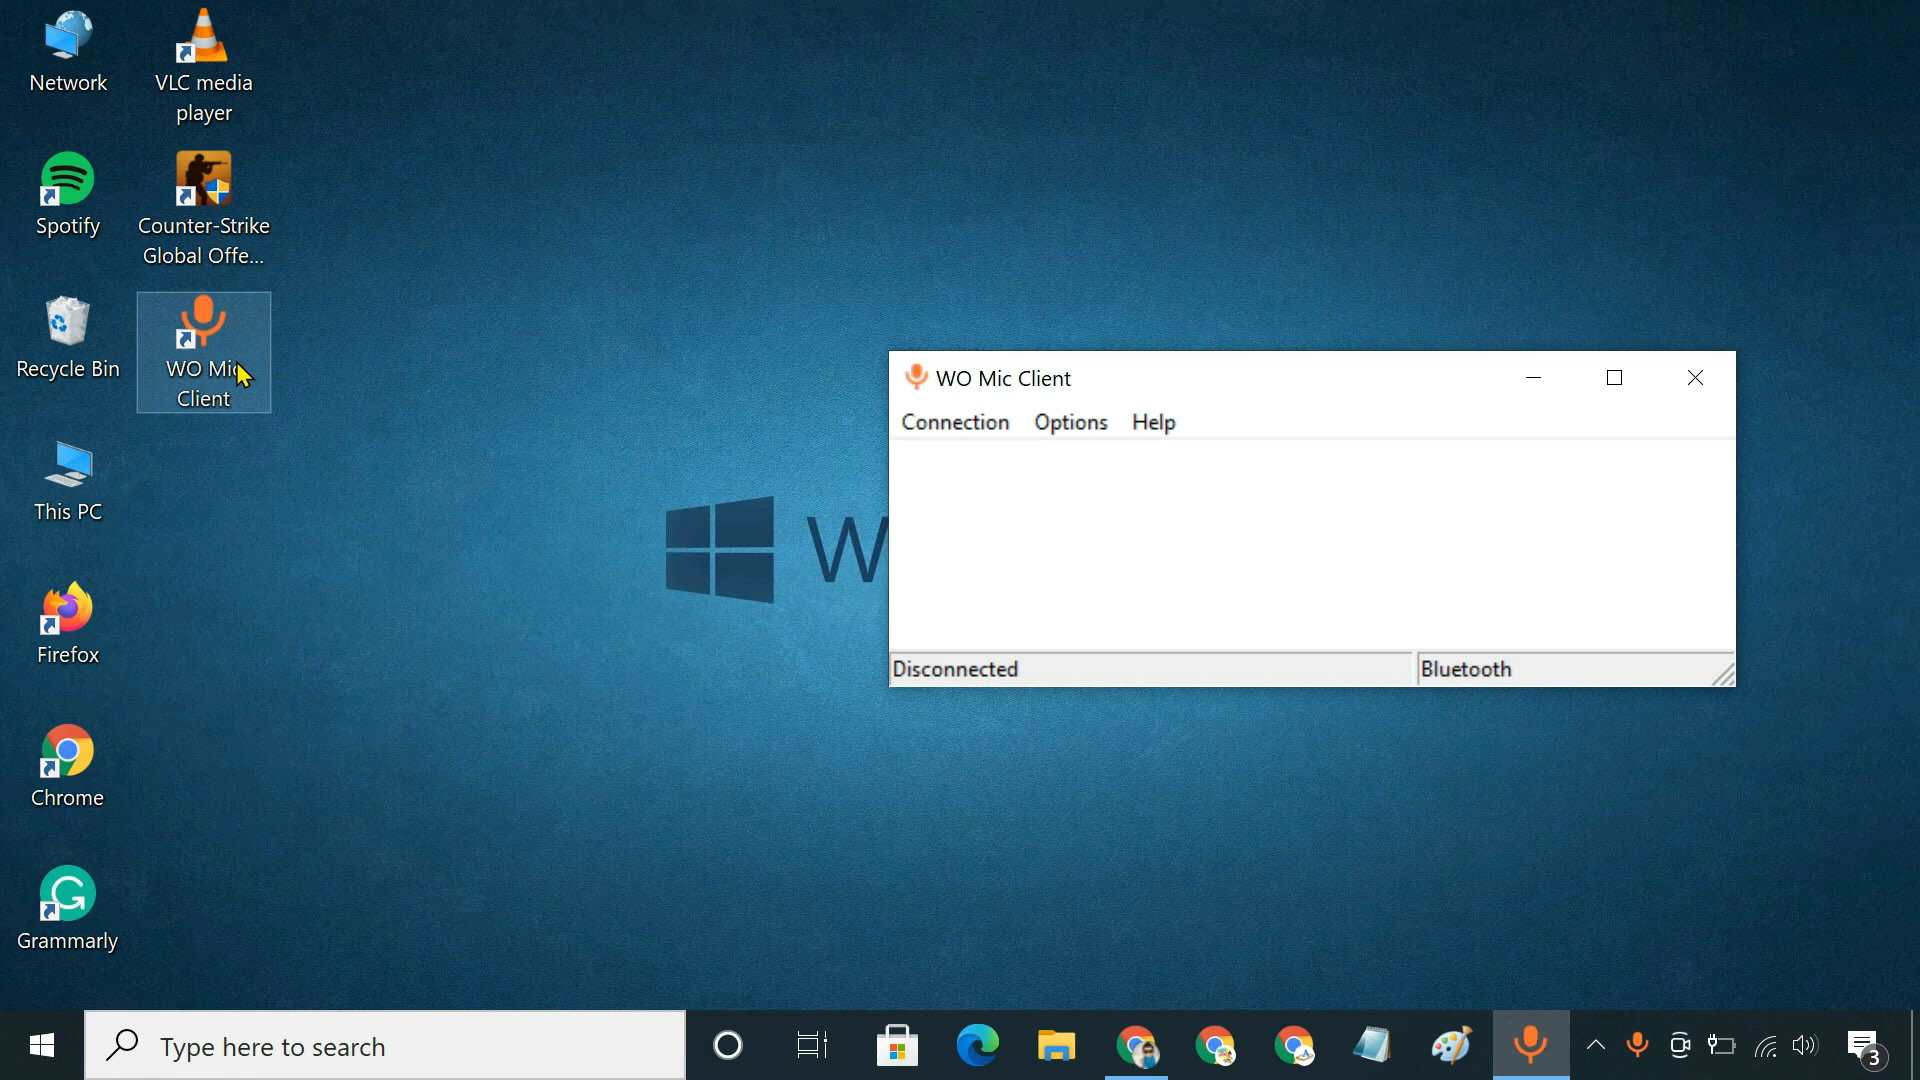 Network
VLC media
player
Spotify
Counter-Strike
Global Offe...
Recycle Bin
WO Mic
Client
This PC
Firefox
Chrome
Grammarly
W
WO Mic Client
Connection Options Help
Disconnected Bluetooth
Type here to search
3